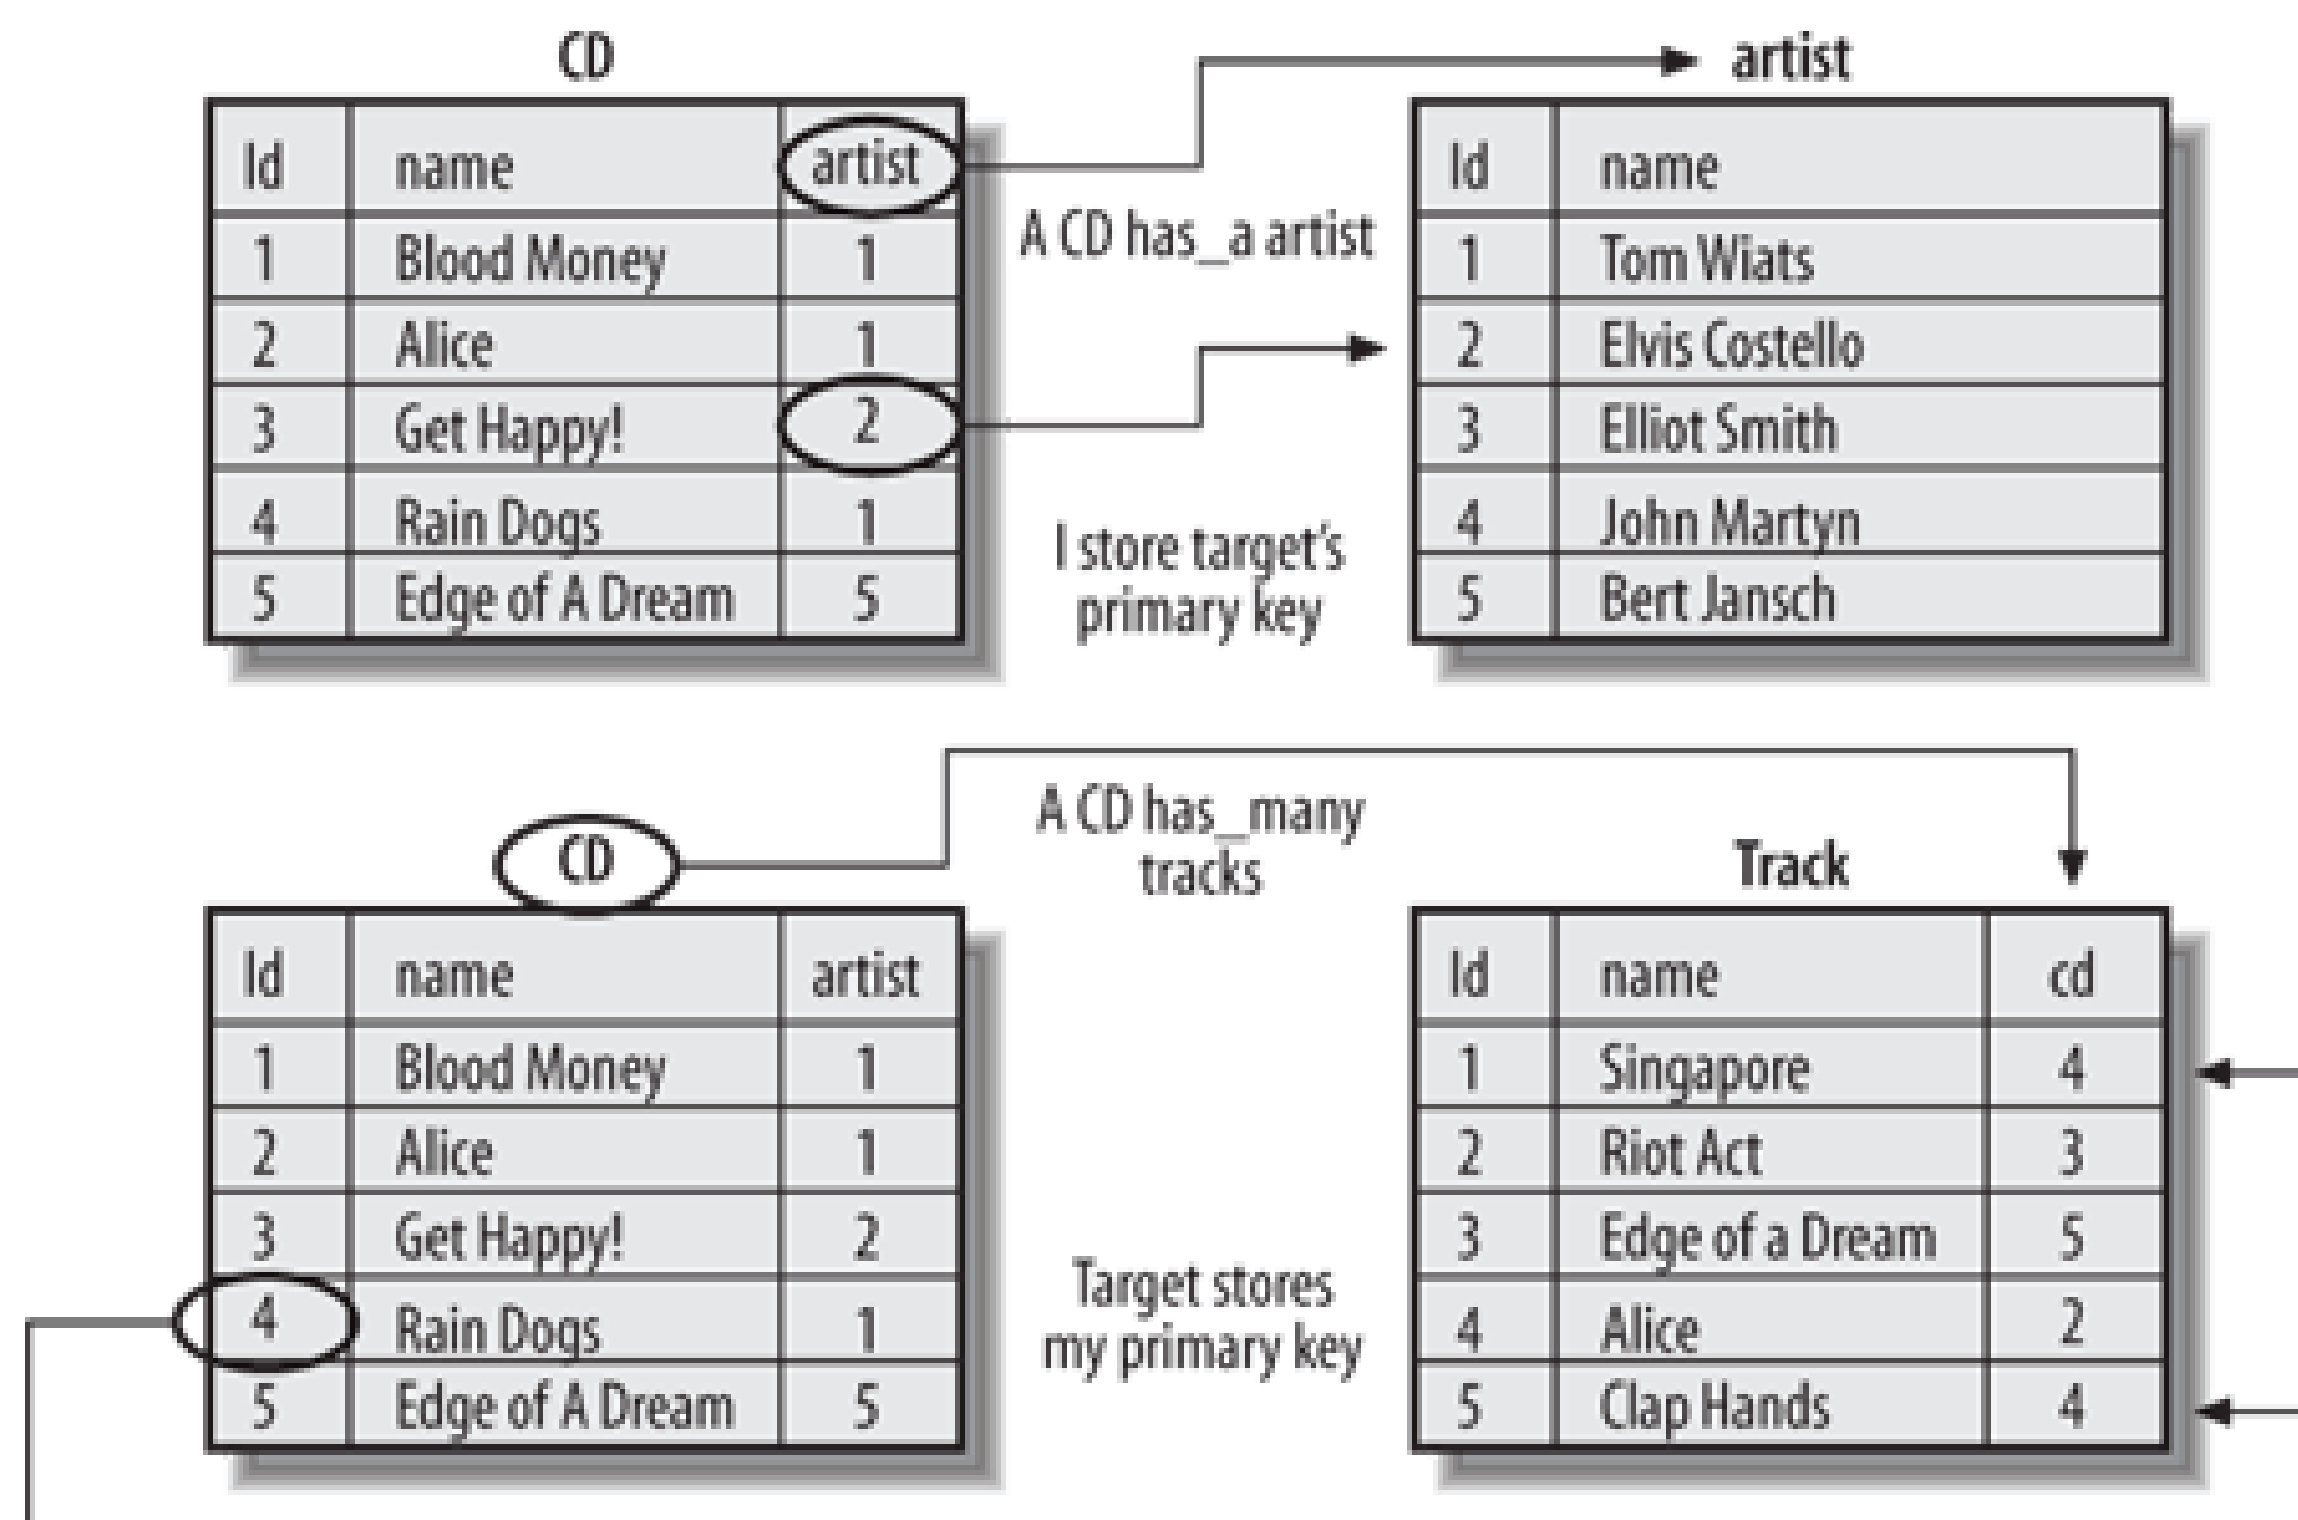 CD
Id name artist
1 Blood Money 1
2 Alice 1
3 Get Happy! 2
4 Rain Dogs 1
5 Edge of A Dream 5
A CD has_a artist
I store target's
primary key
artist
Id name
1 Tom Wiats
2 Elvis Costello
3 Elliot Smith
4 John Martyn
5 Bert Jansch
CD
Id name artist
1 Blood Money 1
2 Alice 1
3 Get Happy! 2
4 Rain Dogs 1
5 Edge of A Dream 5
A CD has_many
tracks
Target stores
my primary key
Track
Id name cd
1 Singapore 4
2 Riot Act 3
3 Edge of a Dream 5
4 Alice 2
5 Clap Hands 4